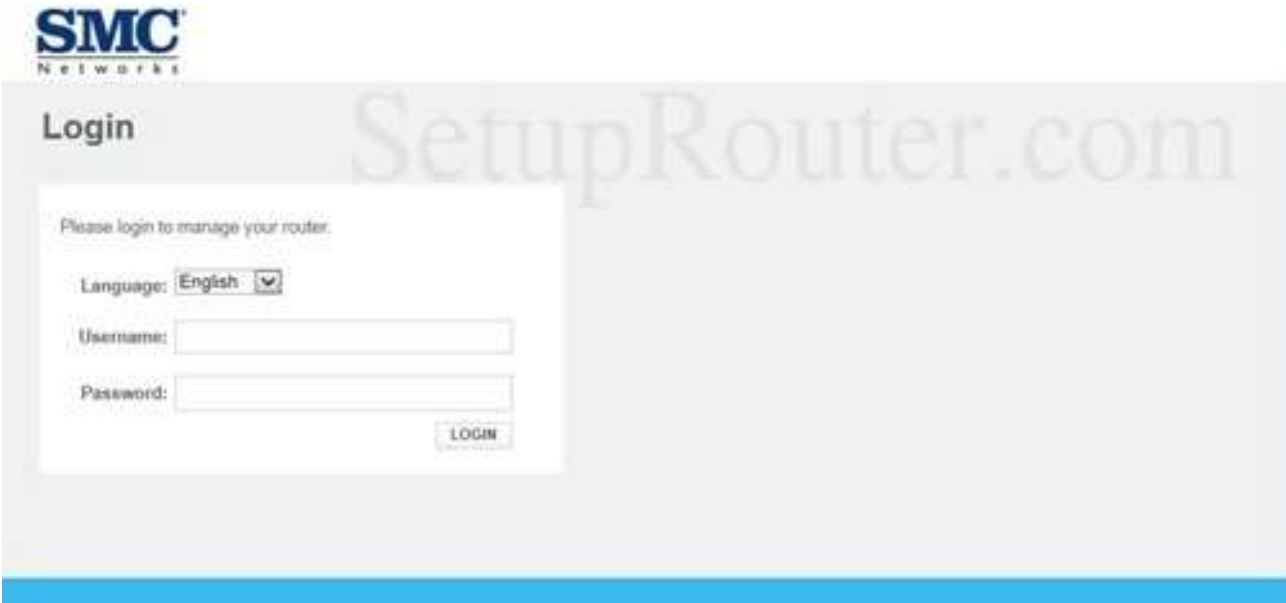 SMC
Networks
SetupRouter.com
Login
Please login to manage your router.
Language: English
Username:
Password:
LOGIN